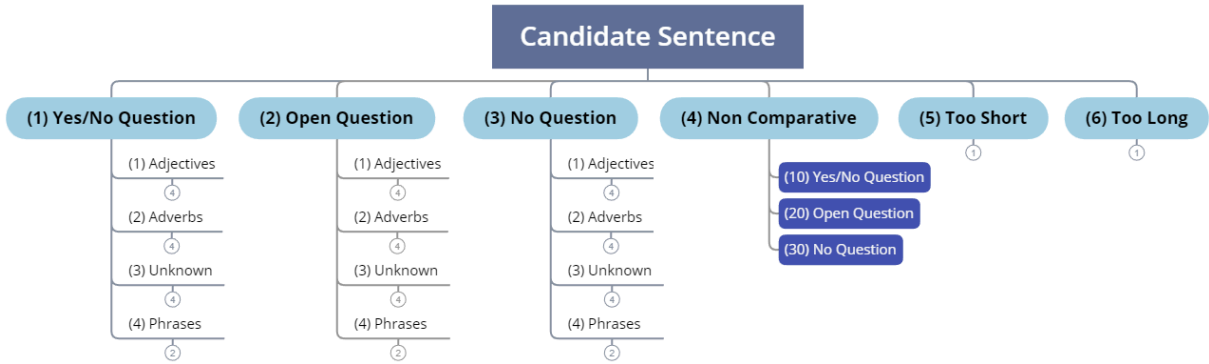 Candidate Sentence
(1) Yes/No Question
(2) Open Question
(3) No Question
(4) Non Comparative
(5) Too Short
(6) Too Long
(1) Adjectives
4
(2) Adverbs
4
(3) Unknown
4
(4) Phrases
2
(1) Adjectives
4
(2) Adverbs
4
(3) Unknown
4
(4) Phrases
2
(1) Adjectives
4
(2) Adverbs
4
(3) Unknown
4
(4) Phrases
2
(10) Yes/No Question
(20) Open Question
(30) No Question
1
1